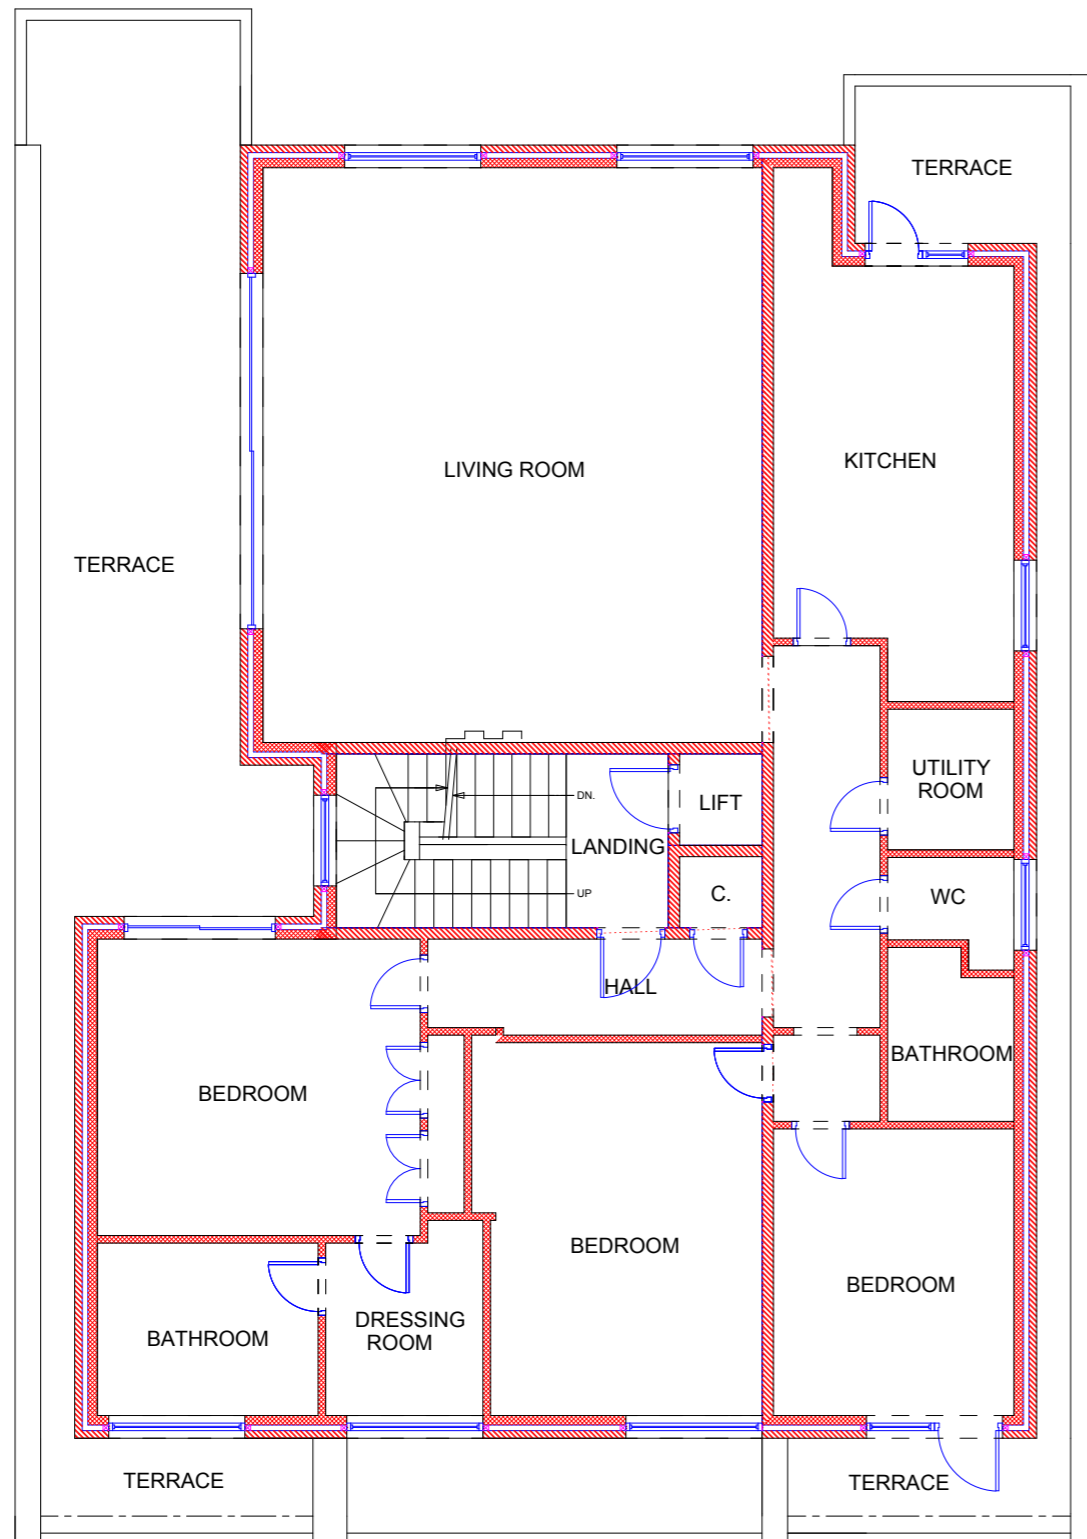 TERRACE
KITCHEN
LIVING ROOM
TERRACE
UTILITY
ROOM
DN.
LIFT
LANDING
UP
C.
WC
HALL
BATHROOM
BEDROOM
BEDROOM
BEDROOM
DRESSING
ROOM
BATHROOM
TERRACE
TERRACE